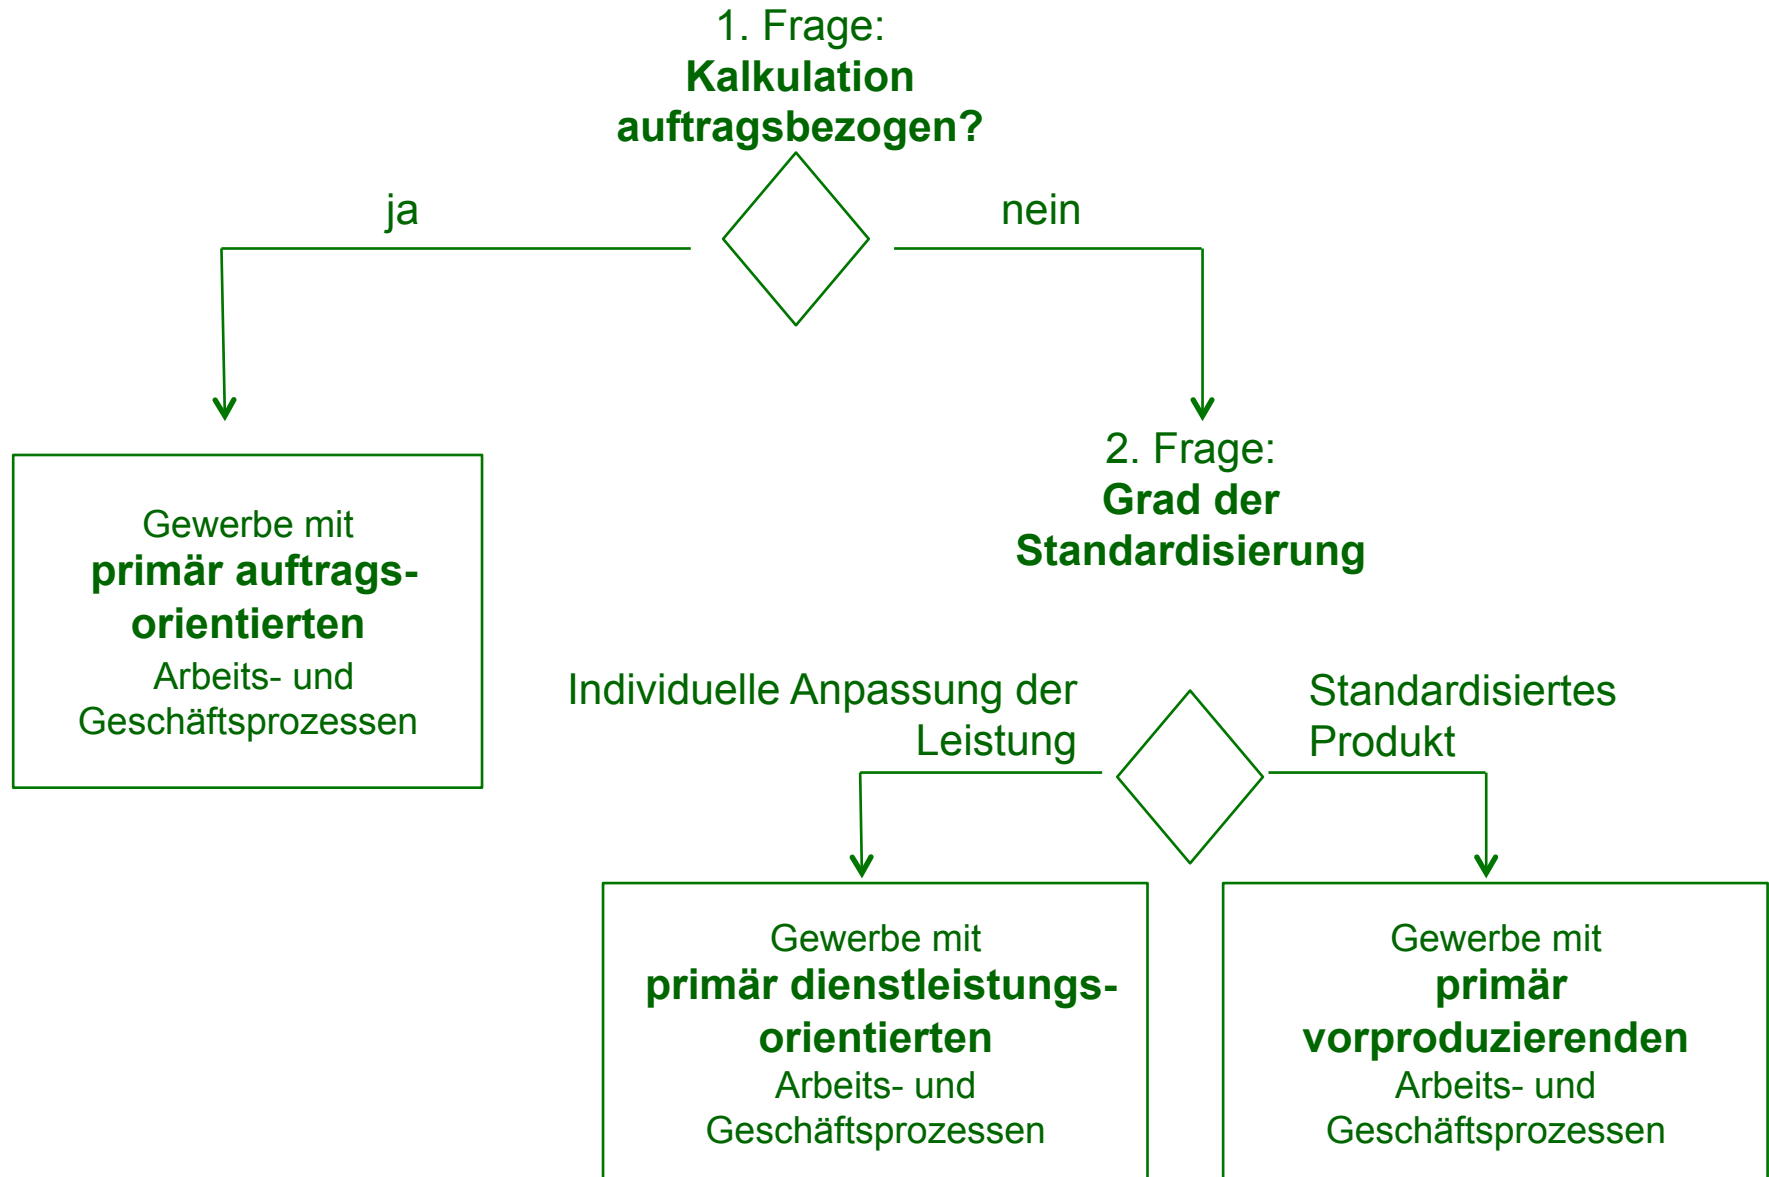 1. Frage:
Kalkulation
auftragsbezogen?
ja
nein
Gewerbe mit
primär auftrags-
orientierten
Arbeits- und
Geschäftsprozessen
2. Frage:
Grad der
Standardisierung
Individuelle Anpassung der
Leistung
Standardisiertes
Produkt
Gewerbe mit
primär dienstleistungs-
orientierten
Arbeits- und
Geschäftsprozessen
Gewerbe mit
primär
vorproduzierenden
Arbeits- und
Geschäftsprozessen